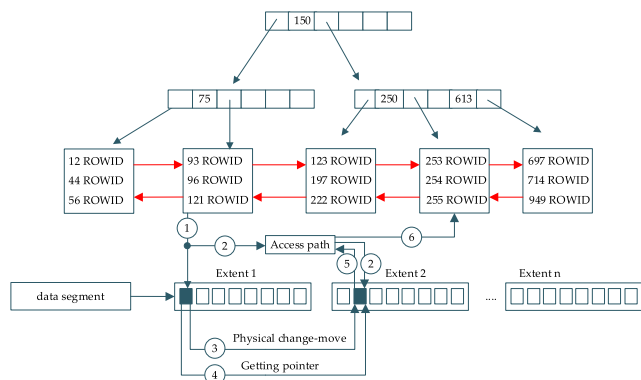 150
75
250 613
12 ROWID 93 ROWID 123 ROWID 253 ROWID 697 ROWID
44 ROWID 96 ROWID 197 ROWID 254 ROWID 714 ROWID
56 ROWID 121 ROWID 222 ROWID 255 ROWID 949 ROWID
1
2 Access path 6
5 2
Extent 1 Extent 2 Extent n
data segment ....
3 Physical change-move
4 Getting pointer